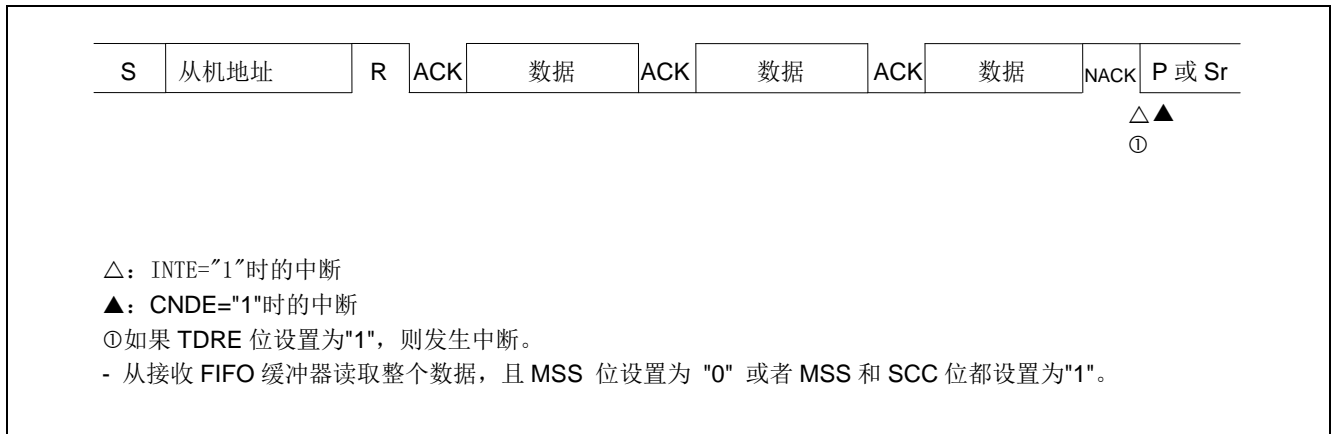 S 从机地址 R ACK 数据 ACK 数据 ACK 数据 NACK P 或 Sr
△▲
①
△：INTE="1"时的中断
▲：CNDE="1"时的中断
①如果 TDRE 位设置为"1"，则发生中断。
- 从接收 FIFO 缓冲器读取整个数据，且 MSS 位设置为 "0" 或者 MSS 和 SCC 位都设置为"1"。